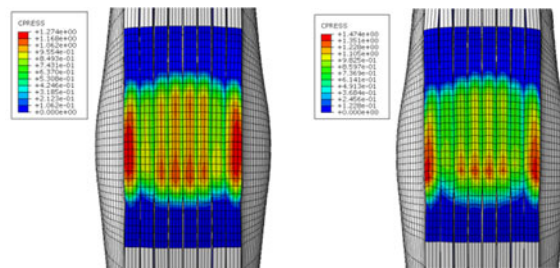 CPRESS
+1.274e+00
+1.168e+00
+1.062e+00
+9.554e-01
+8.493e-01
+7.431e-01
+6.370e-01
+5.308e-01
+4.246e-01
+3.185e-01
+2.123e-01
+1.062e-01
+0.000e+00
CPRESS
+1.474e+00
+1.351e+00
+1.228e+00
+1.105e+00
+9.825e-01
+8.597e-01
+7.369e-01
+6.141e-01
+4.913e-01
+3.684e-01
+2.456e-01
+1.228e-01
+0.000e+00